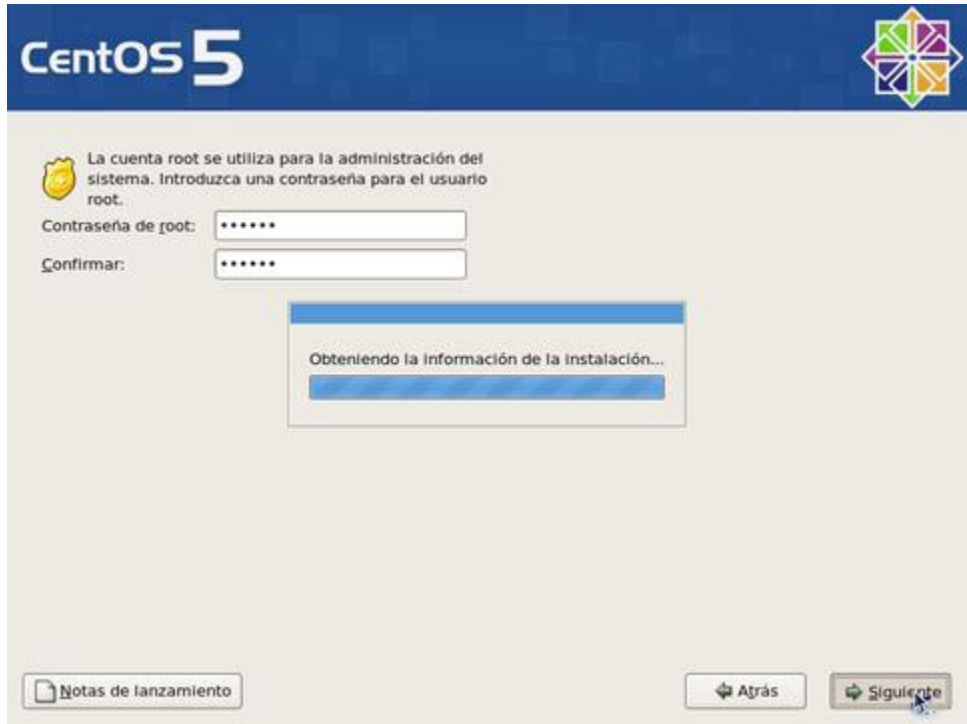 CentOS 5
La cuenta root se utiliza para la administración del
sistema. Introduzca una contraseña para el usuario
root.
Contraseña de root: ••••••
Confirmar: ••••••
Obteniendo la información de la instalación...
Notas de lanzamiento
Atrás
Siguiente